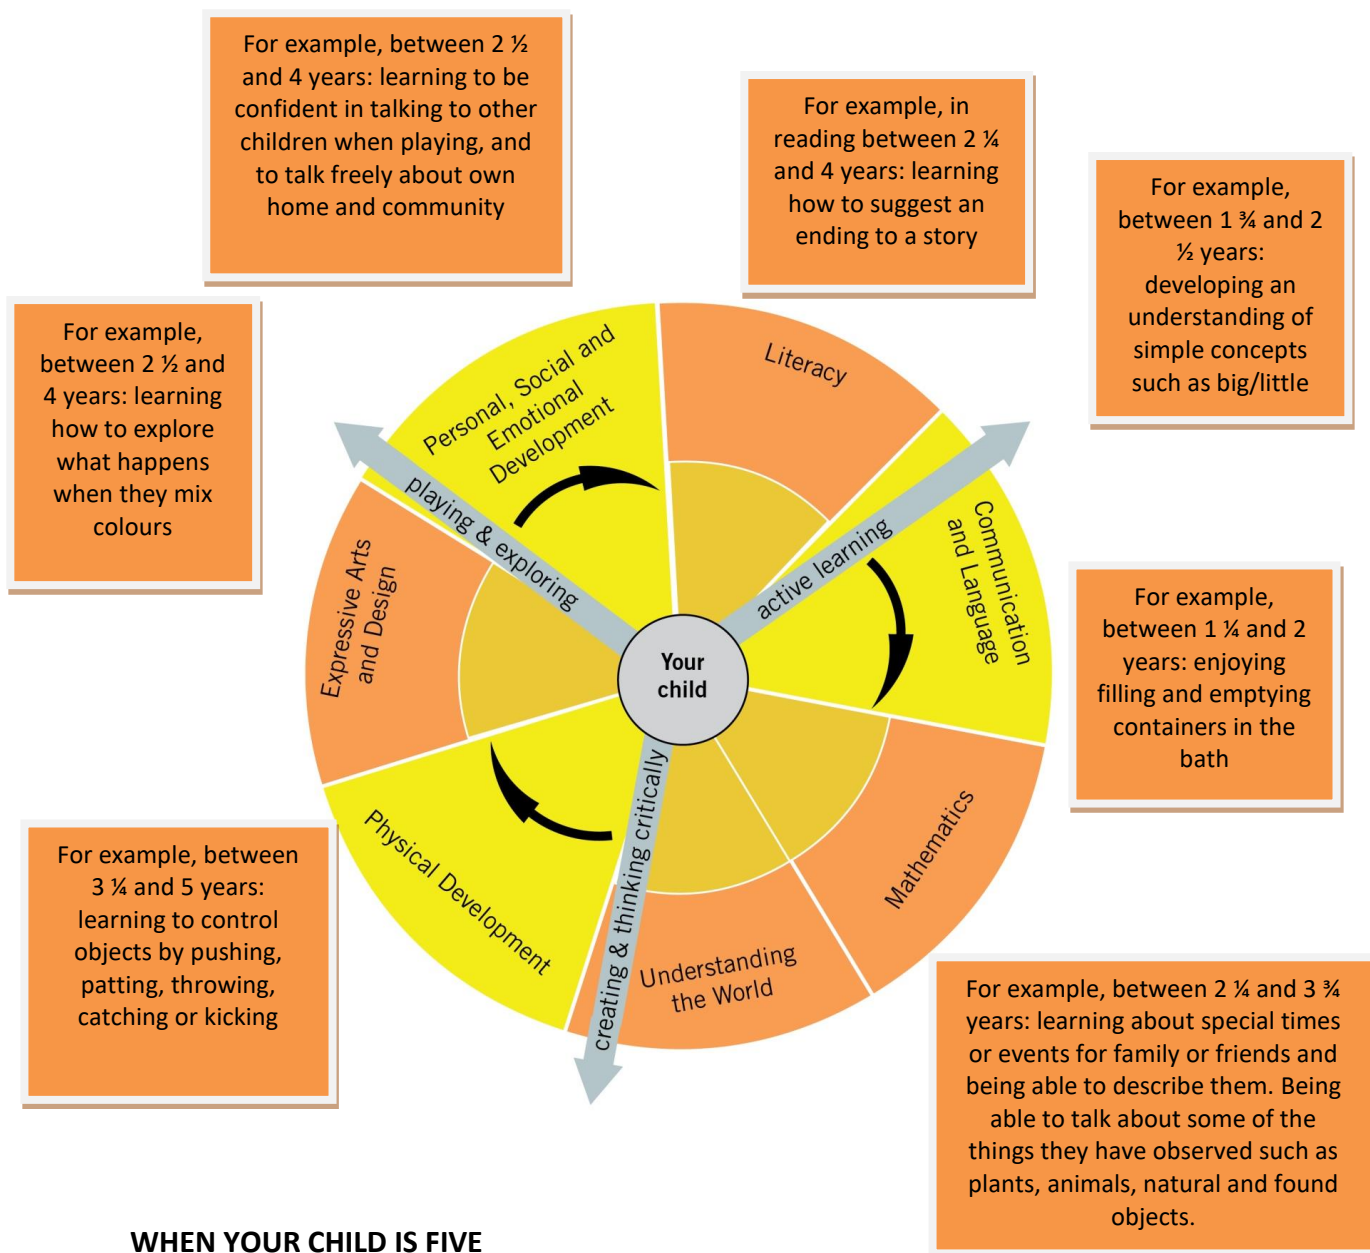 For example, between 2 ½
and 4 years: learning to be
confident in talking to other
children when playing, and
to talk freely about own
home and community
For example, in
reading between 2 ¼
and 4 years: learning
how to suggest an
ending to a story
For example,
between 1 ¾ and 2
½ years:
developing an
understanding of
simple concepts
such as big/little
For example,
between 2 ½ and
4 years: learning
how to explore
what happens
when they mix
colours
Personal, Social and
Emotional
Development
Literacy
Communication
and Language
playing & exploring
active learning
Expressive Arts
and Design
Your
child
For example,
between 1 ¼ and 2
years: enjoying
filling and emptying
containers in the
bath
Physical Development
creating & thinking critically
Understanding
the World
Mathematics
For example, between
3 ¼ and 5 years:
learning to control
objects by pushing,
patting, throwing,
catching or kicking
For example, between 2 ¼ and 3 ¾
years: learning about special times
or events for family or friends and
being able to describe them. Being
able to talk about some of the
things they have observed such as
plants, animals, natural and found
objects.
WHEN YOUR CHILD IS FIVE